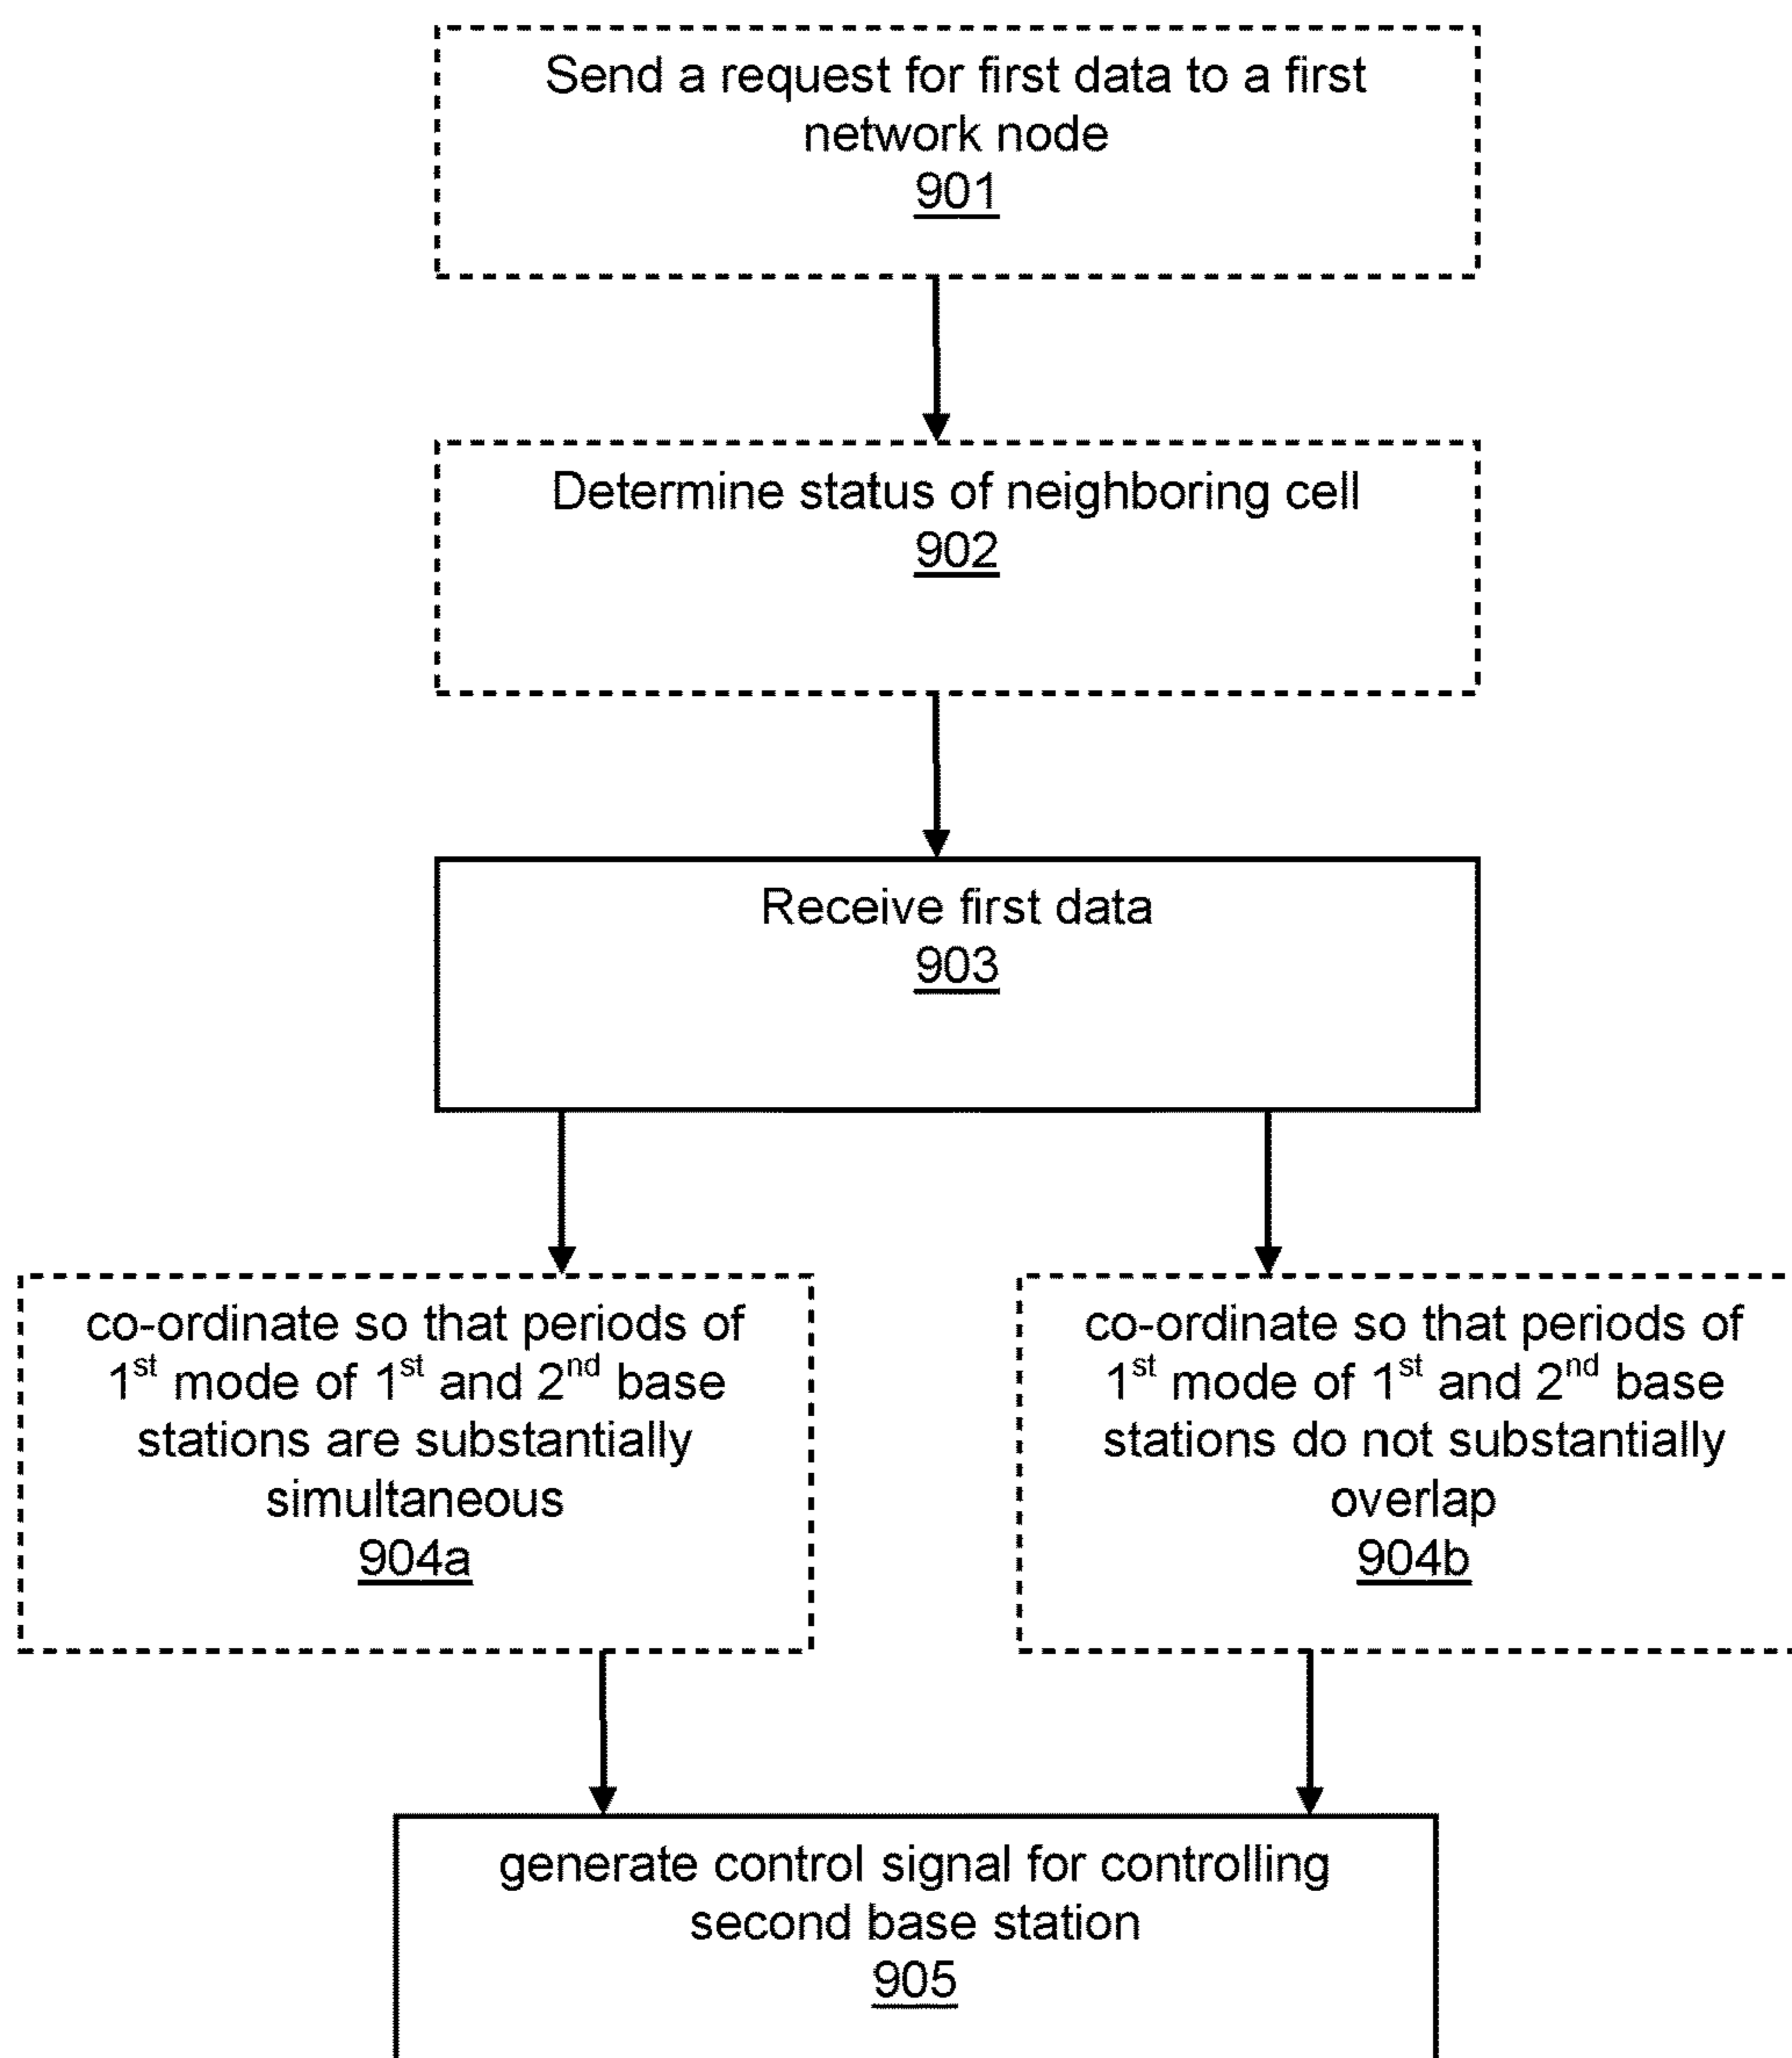 Send a request for first data to a first
network node
901
Determine status of neighboring cell
902
Receive first data
903
co-ordinate so that periods of
1st mode of 1st and 2nd base
stations are substantially
simultaneous
904a
co-ordinate so that periods of
1st mode of 1st and 2nd base
stations do not substantially
overlap
904b
generate control signal for controlling
second base station
905